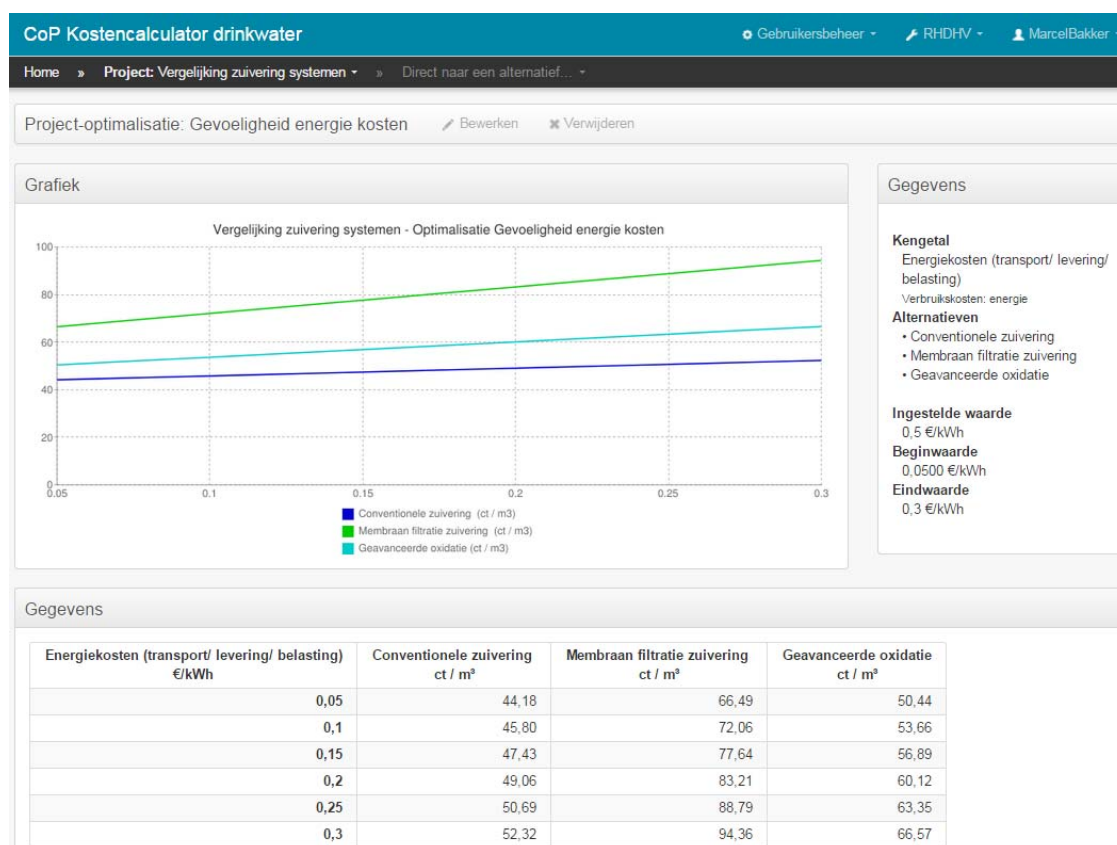 CoP Kostencalculator drinkwater
Gebruikersbeheer
RHDHV
MarcelBakker
Home » Project: Vergelijking zuivering systemen » Direct naar een alternatief...
Project-optimalisatie: Gevoeligheid energie kosten
Bewerken
Verwijderen
Grafiek
Vergelijking zuivering systemen - Optimalisatie Gevoeligheid energie kosten
100
80
60
40
20
0
0.05 0.1 0.15 0.2 0.25 0.3
Conventionele zuivering (ct / m3)
Membraan filtratie zuivering (ct / m3)
Geavanceerde oxidatie (ct / m3)
Gegevens
Kengetal
Energiekosten (transport/ levering/
belasting)
Verbruikskosten: energie
Alternatieven
• Conventionele zuivering
• Membraan filtratie zuivering
• Geavanceerde oxidatie
Ingestelde waarde
0,5 €/kWh
Beginwaarde
0,0500 €/kWh
Eindwaarde
0,3 €/kWh
Gegevens
Energiekosten (transport/ levering/ belasting) Conventionele zuivering Membraan filtratie zuivering Geavanceerde oxidatie
€/kWh ct / m³ ct / m³ ct / m³
0,05 44,18 66,49 50,44
0,1 45,80 72,06 53,66
0,15 47,43 77,64 56,89
0,2 49,06 83,21 60,12
0,25 50,69 88,79 63,35
0,3 52,32 94,36 66,57